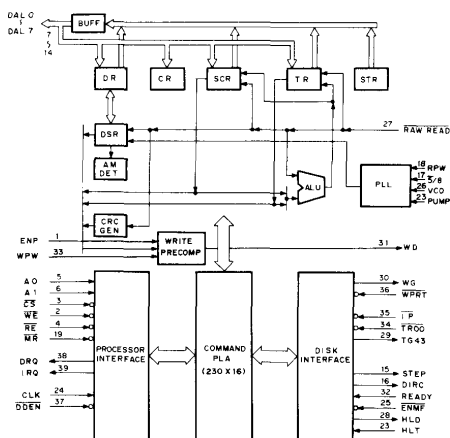 DAL 0
DAL 7
7
14
BUFF
DR
CR
SCR
TR
STR
27
RAW READ
DSR
AM
DET
ALU
PLL
18 RPW
17 5/8
26 VCO
23 PUMP
CRC
GEN
ENP 1
WPW 33
WRITE
PRECOMP
31 WD
A0 5
A1 6
CS 3
WE 2
RE 4
MR 19
DRQ 38
IRQ 39
CLK 24
DDEN 37
PROCESSOR
INTERFACE
COMMAND
PLA
(230 X 16)
DISK
INTERFACE
30 WG
36 WPRT
35 IP
34 TR00
29 TG43
15 STEP
16 DIRC
32 READY
25 ENMF
28 HLD
23 HLT